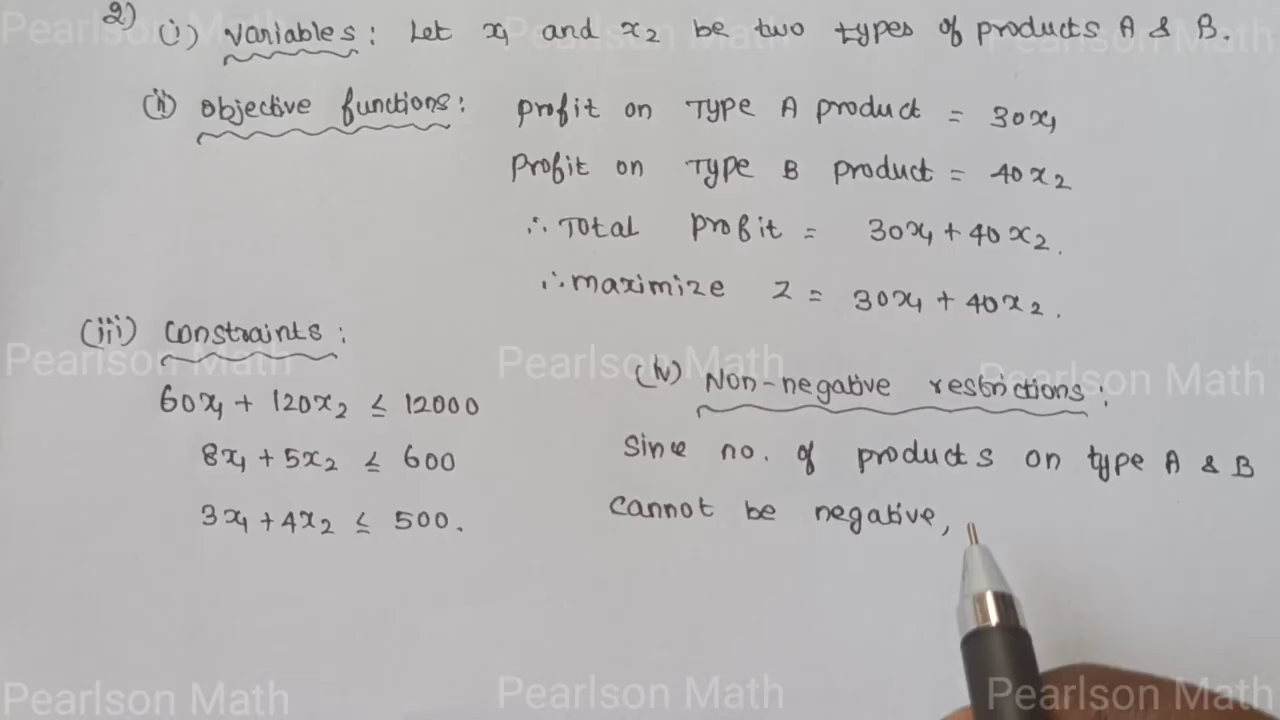 2)
(i) Variables: Let x₁ and x₂ be two types of products A & B.
(ii) Objective functions: Profit on Type A product = 30x₁
Profit on Type B product = 40x₂
∴ Total profit = 30x₁ + 40x₂.
∴ maximize Z = 30x₁ + 40x₂.
(iii) Constraints:
60x₁ + 120x₂ ≤ 12000
8x₁ + 5x₂ ≤ 600
3x₁ + 4x₂ ≤ 500.
(iv) Non-negative restrictions:
Since no. of products on type A & B
cannot be negative,
Pearlson Math Pearlson Math Pearlson Math
Pearlson Math Pearlson Math Pearlson Math
Pearlson Math Pearlson Math Pearlson Math